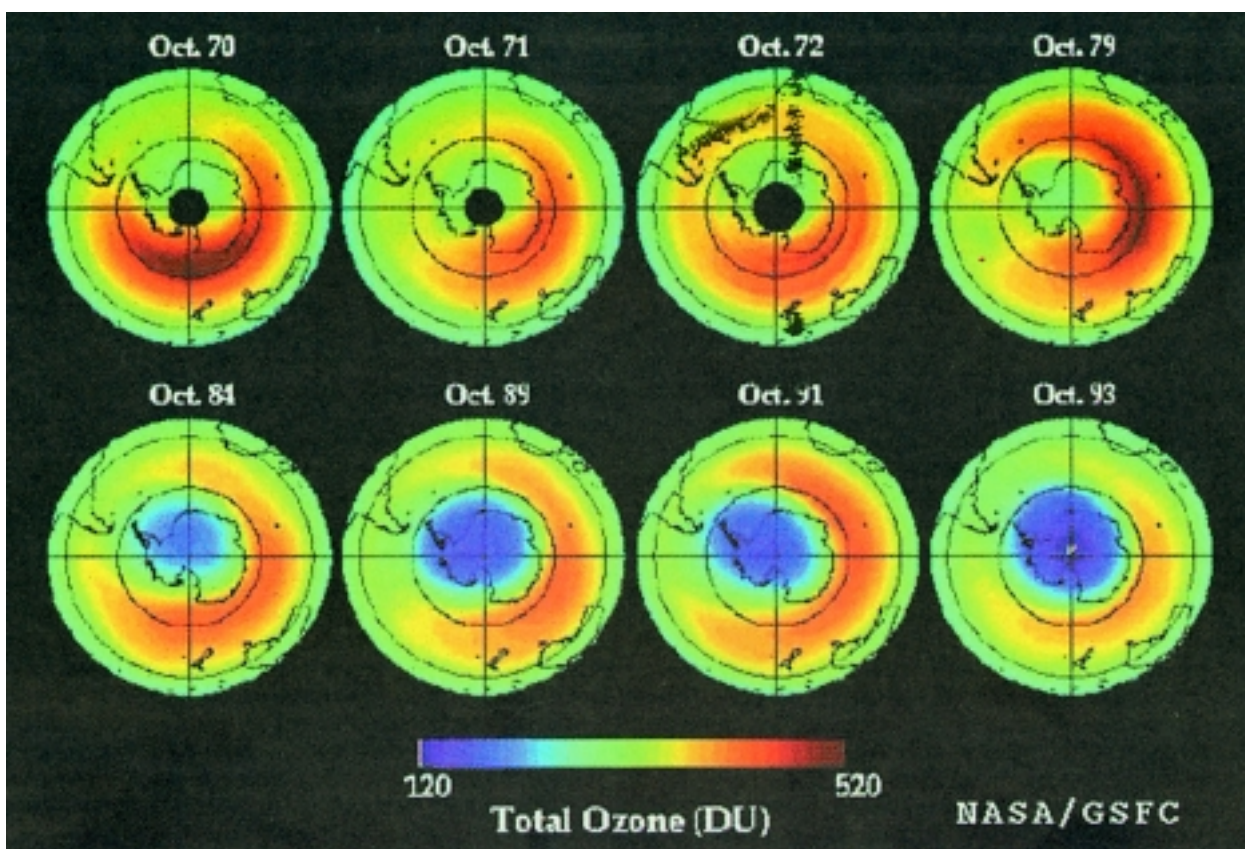 Oct. 70
Oct. 71
Oct. 72
Oct. 79
Oct. 84
Oct. 89
Oct. 91
Oct. 93
120
520
Total Ozone (DU)
NASA/GSFC